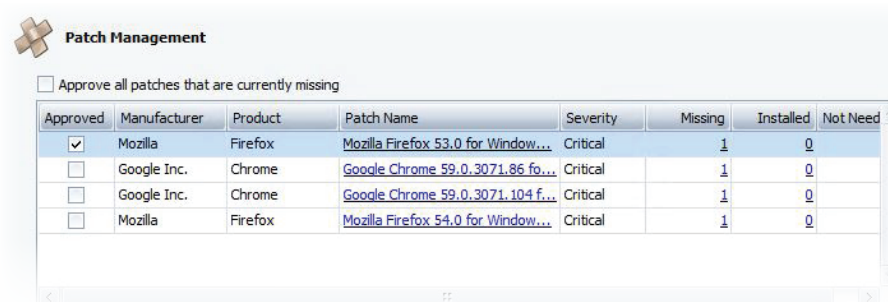 Patch Management
Approve all patches that are currently missing
Approved Manufacturer Product Patch Name Severity Missing Installed Not Need
Mozilla Firefox Mozilla Firefox 53.0 for Window... Critical 1 0
Google Inc. Chrome Google Chrome 59.0.3071.86 fo... Critical 1 0
Google Inc. Chrome Google Chrome 59.0.3071.104 f... Critical 1 0
Mozilla Firefox Mozilla Firefox 54.0 for Window... Critical 1 0